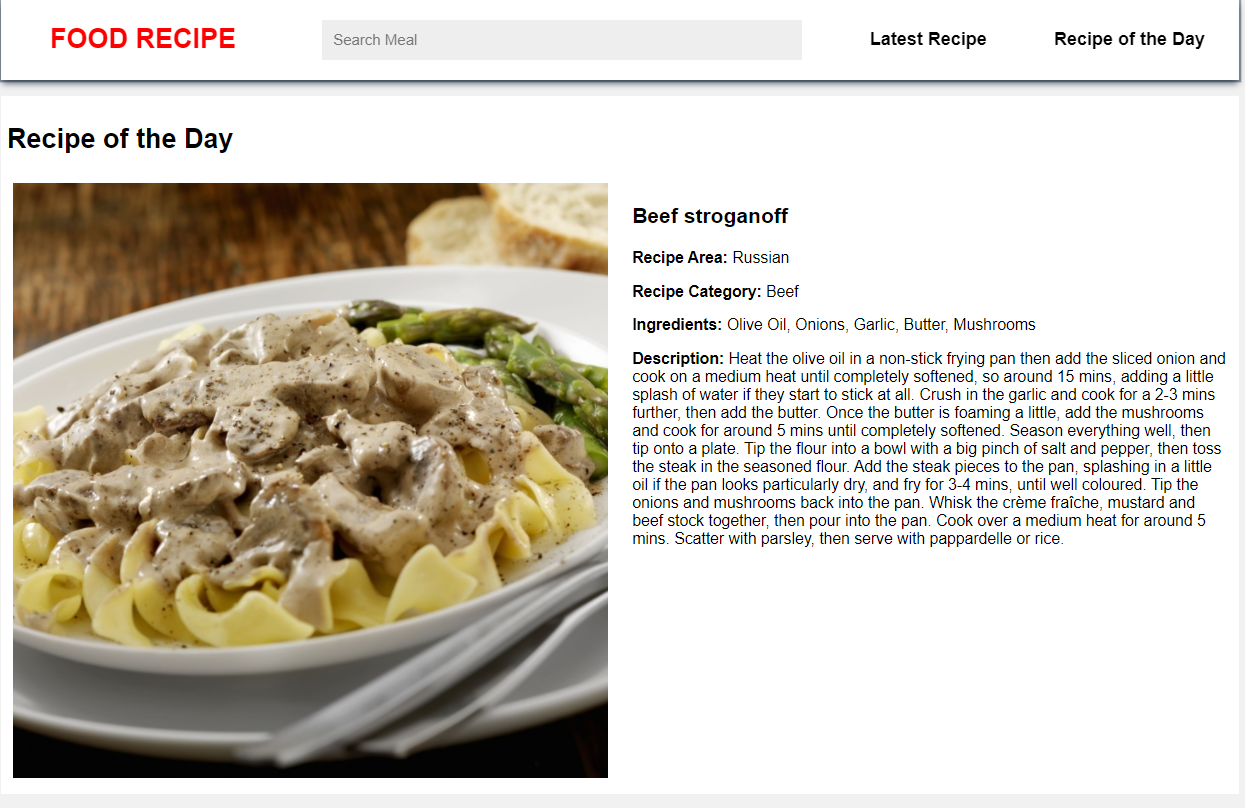 FOOD RECIPE
Search Meal
Latest Recipe
Recipe of the Day
Recipe of the Day
Beef stroganoff
Recipe Area: Russian
Recipe Category: Beef
Ingredients: Olive Oil, Onions, Garlic, Butter, Mushrooms
Description: Heat the olive oil in a non-stick frying pan then add the sliced onion and
cook on a medium heat until completely softened, so around 15 mins, adding a little
splash of water if they start to stick at all. Crush in the garlic and cook for a 2-3 mins
further, then add the butter. Once the butter is foaming a little, add the mushrooms
and cook for around 5 mins until completely softened. Season everything well, then
tip onto a plate. Tip the flour into a bowl with a big pinch of salt and pepper, then toss
the steak in the seasoned flour. Add the steak pieces to the pan, splashing in a little
oil if the pan looks particularly dry, and fry for 3-4 mins, until well coloured. Tip the
onions and mushrooms back into the pan. Whisk the crème fraîche, mustard and
beef stock together, then pour into the pan. Cook over a medium heat for around 5
mins. Scatter with parsley, then serve with pappardelle or rice.